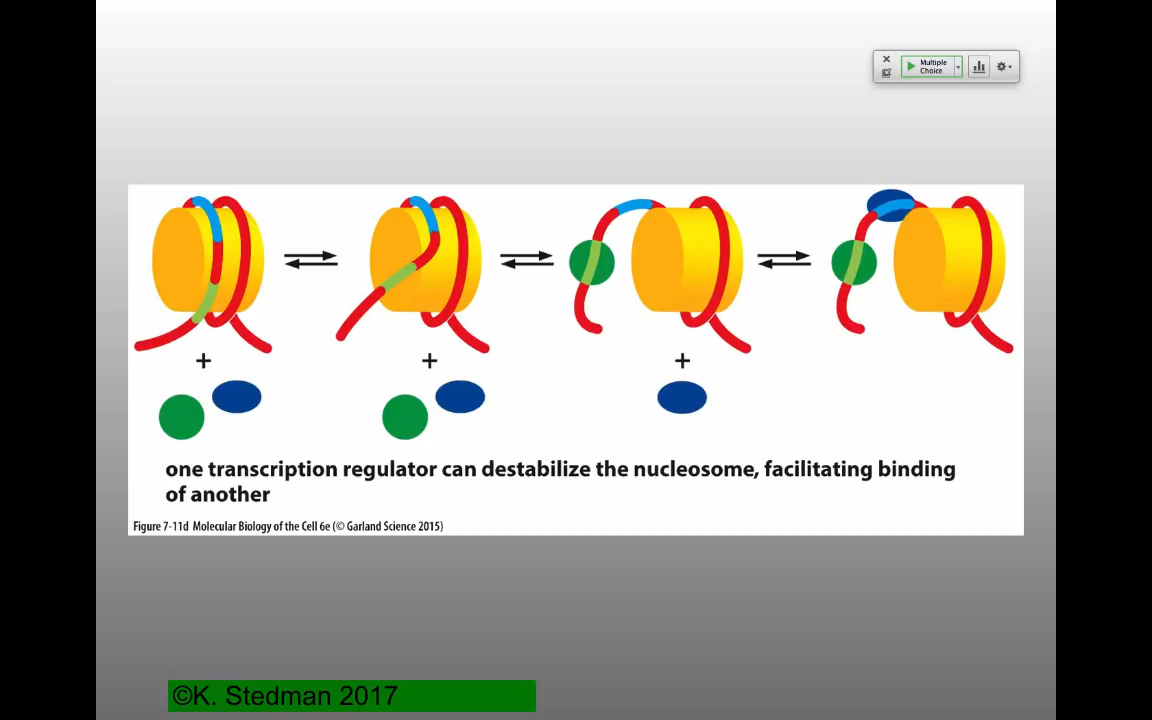 Multiple
Choice
+
+
+
one transcription regulator can destabilize the nucleosome, facilitating binding
of another
Figure 7-11d Molecular Biology of the Cell 6e (© Garland Science 2015)
©K. Stedman 2017